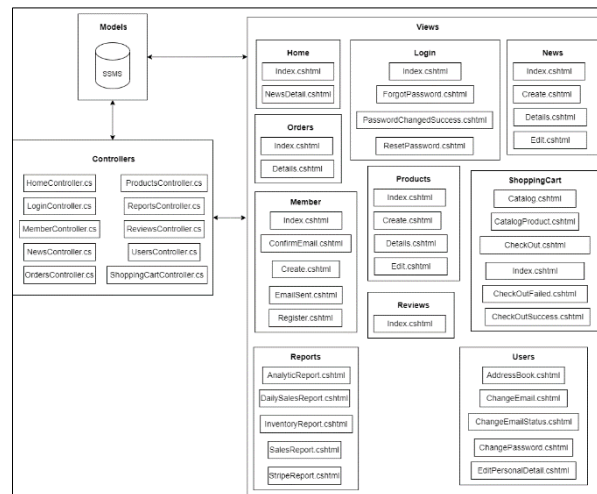 Models
SSMS
Controllers
HomeController.cs
ProductsController.cs
LoginController.cs
ReportsController.cs
MemberController.cs
ReviewsController.cs
NewsController.cs
UsersController.cs
OrdersController.cs
ShoppingCartController.cs
Views
Home
Index.cshtml
NewsDetail.cshtml
Login
Index.cshtml
ForgotPassword.cshtml
PasswordChangedSuccess.cshtml
ResetPassword.cshtml
News
Index.cshtml
Create.cshtml
Details.cshtml
Edit.cshtml
Orders
Index.cshtml
Details.cshtml
Member
Index.cshtml
ConfirmEmail.cshtml
Create.cshtml
EmailSent.cshtml
Register.cshtml
Products
Index.cshtml
Create.cshtml
Details.cshtml
Edit.cshtml
ShoppingCart
Catalog.cshtml
CatalogProduct.cshtml
CheckOut.cshtml
Index.cshtml
CheckOutFailed.cshtml
CheckOutSuccess.cshtml
Reviews
Index.cshtml
Reports
AnalyticReport.cshtml
DailySalesReport.cshtml
InventoryReport.cshtml
SalesReport.cshtml
StripeReport.cshtml
Users
AddressBook.cshtml
ChangeEmail.cshtml
ChangeEmailStatus.cshtml
ChangePassword.cshtml
EditPersonalDetail.cshtml